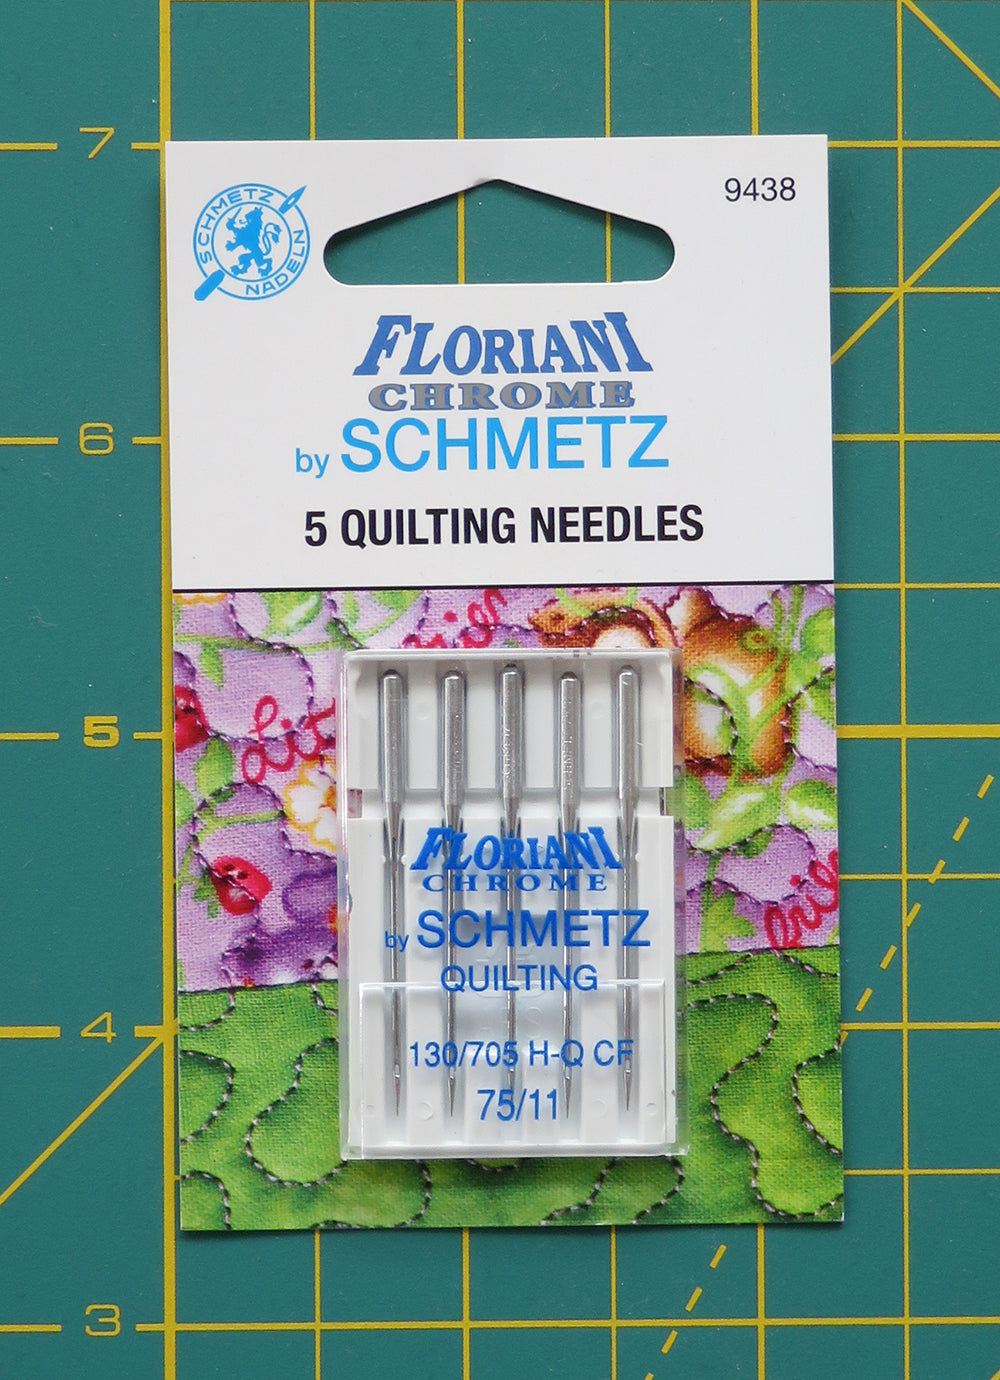 9438
SCHMETZ
NADELN
FLORIANI
CHROME
by SCHMETZ
5 QUILTING NEEDLES
FLORIANI
CHROME
by SCHMETZ
QUILTING
130/705 H-Q CF
75/11
7
6
5
4
3